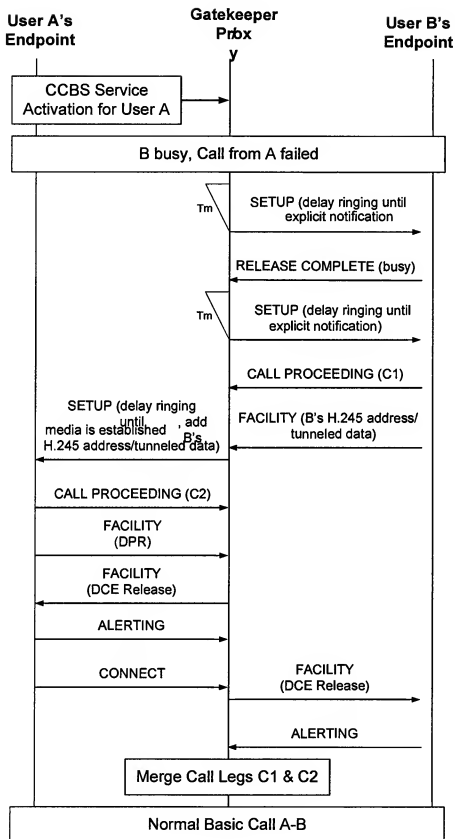 User A's
Endpoint
Gatekeeper
Proxy
User B's
Endpoint
CCBS Service
Activation for User A
B busy, Call from A failed
Tm
SETUP (delay ringing until
explicit notification
RELEASE COMPLETE (busy)
Tm
SETUP (delay ringing until
explicit notification)
CALL PROCEEDING (C1)
SETUP (delay ringing
until
media is established
, add
B's
H.245 address/tunneled data)
FACILITY (B's H.245 address/
tunneled data)
CALL PROCEEDING (C2)
FACILITY
(DPR)
FACILITY
(DCE Release)
ALERTING
CONNECT
FACILITY
(DCE Release)
ALERTING
Merge Call Legs C1 & C2
Normal Basic Call A-B